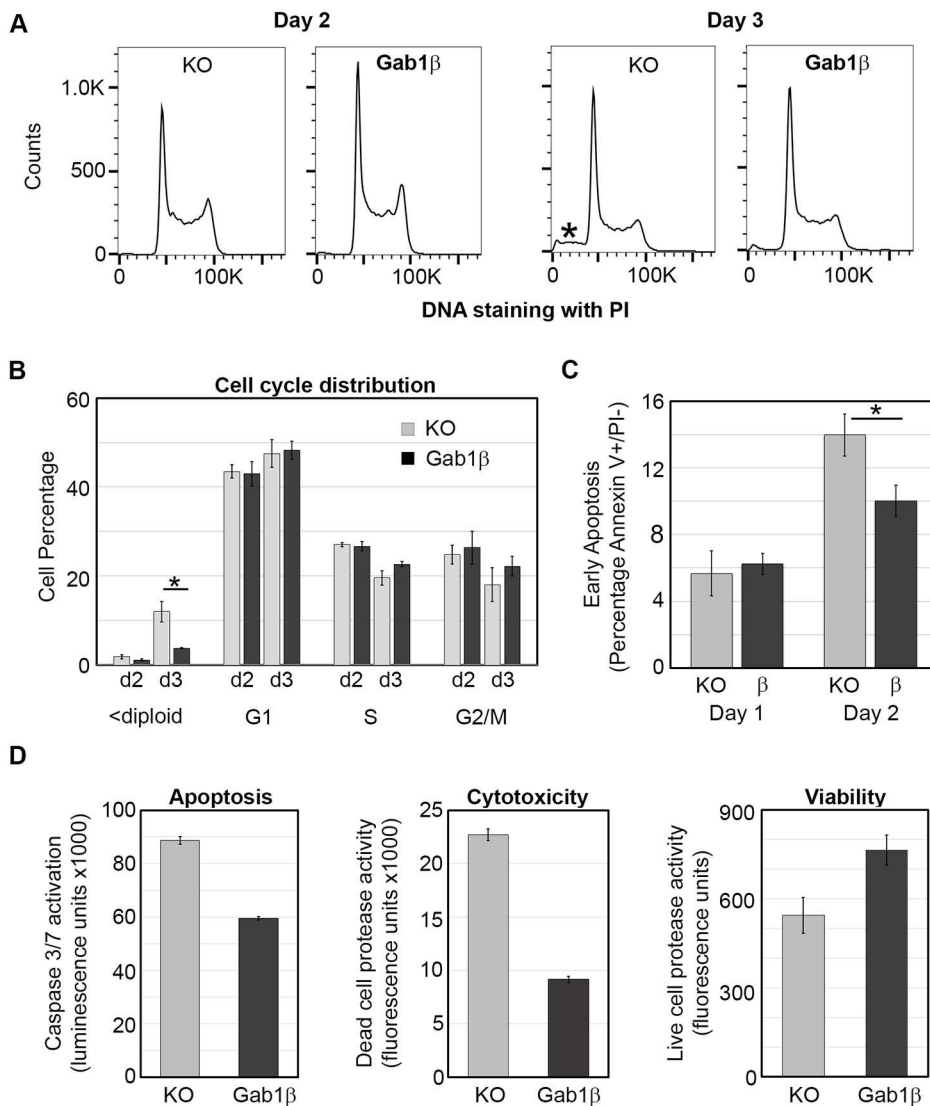 A
Day 2
Day 3
KO
Gab1β
KO
Gab1β
Counts
1.0K
500
0
*
0 100K
0 100K
0 100K
0 100K
DNA staining with PI
B
Cell cycle distribution
Cell Percentage
60
40
20
0
KO
Gab1β
*
d2 d3 d2 d3 d2 d3 d2 d3
<diploid G1 S G2/M
C
Early Apoptosis
(Percentage Annexin V+/PI-)
16
12
8
4
0
*
KO β KO β
Day 1 Day 2
D
Apoptosis
Caspase 3/7 activation
(luminescence units x1000)
100
80
60
40
20
0
KO Gab1β
Cytotoxicity
Dead cell protease activity
(fluorescence units x1000)
25
20
15
10
5
0
KO Gab1β
Viability
Live cell protease activity
(fluorescence units)
900
600
300
0
KO Gab1β